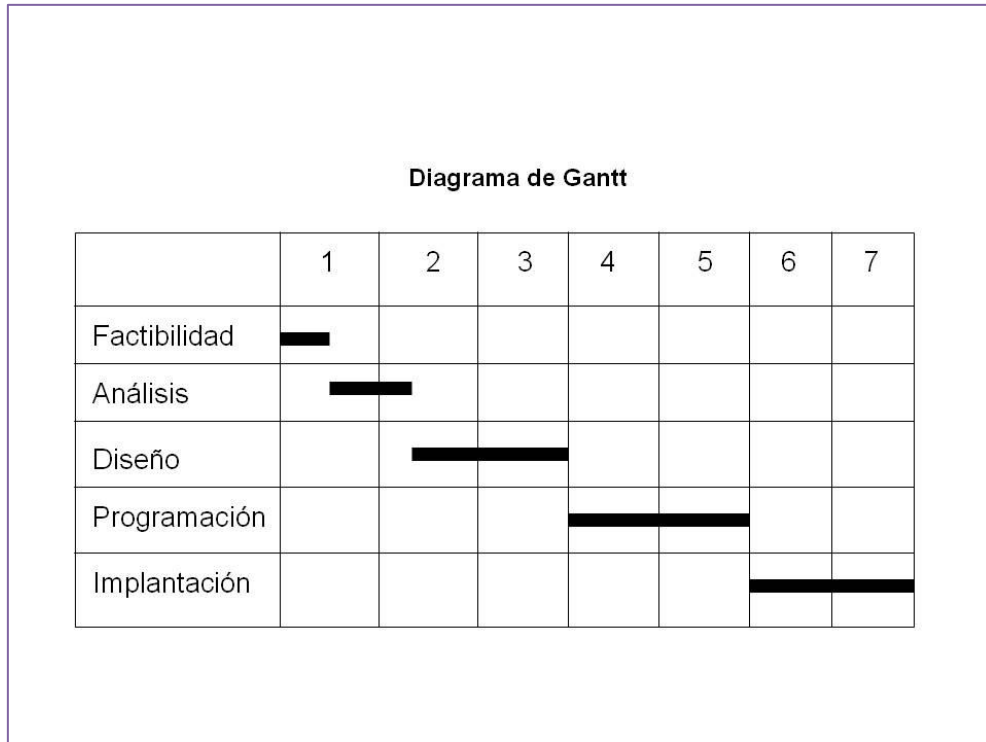 Diagrama de Gantt
1 2 3 4 5 6 7
Factibilidad
Análisis
Diseño
Programación
Implantación